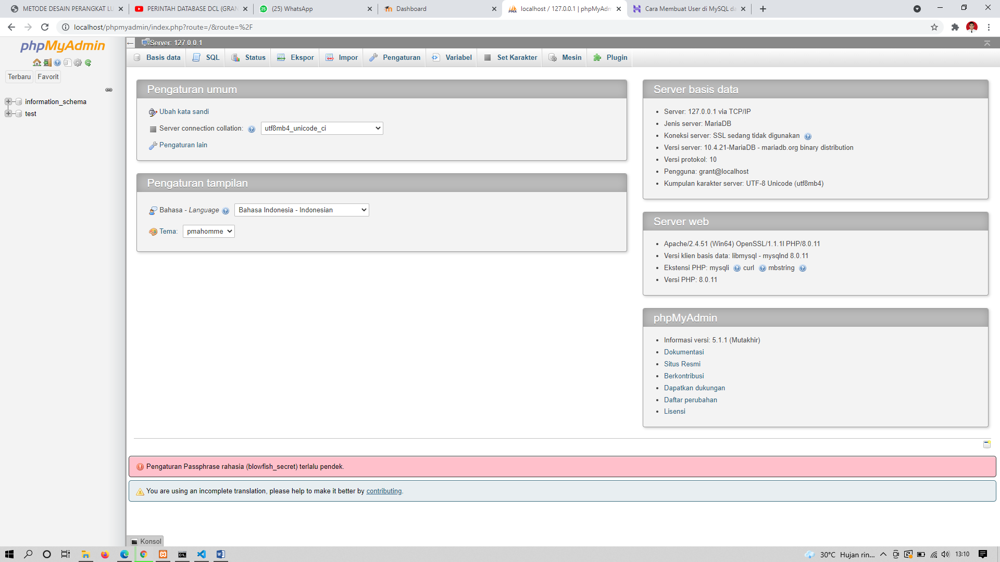 METODE DESAIN PERANGKAT LU
PERINTAH DATABASE DCL (GRAN
(25) WhatsApp
Dashboard
localhost / 127.0.0.1 | phpMyAdm
Cara Membuat User di MySQL da
localhost/phpmyadmin/index.php?route=/&route=%2F
phpMyAdmin
Terbaru
Favorit
information_schema
test
Server: 127.0.0.1
Basis data
SQL
Status
Ekspor
Impor
Pengaturan
Variabel
Set Karakter
Mesin
Plugin
Pengaturan umum
Ubah kata sandi
Server connection collation:
utf8mb4_unicode_ci
Pengaturan lain
Pengaturan tampilan
Bahasa - Language
Bahasa Indonesia - Indonesian
Tema:
pmahomme
Server basis data
Server: 127.0.0.1 via TCP/IP
Jenis server: MariaDB
Koneksi server: SSL sedang tidak digunakan
Versi server: 10.4.21-MariaDB - mariadb.org binary distribution
Versi protokol: 10
Pengguna: grant@localhost
Kumpulan karakter server: UTF-8 Unicode (utf8mb4)
Server web
Apache/2.4.51 (Win64) OpenSSL/1.1.1l PHP/8.0.11
Versi klien basis data: libmysql - mysqlnd 8.0.11
Ekstensi PHP: mysqli curl mbstring
Versi PHP: 8.0.11
phpMyAdmin
Informasi versi: 5.1.1 (Mutakhir)
Dokumentasi
Situs Resmi
Berkontribusi
Dapatkan dukungan
Daftar perubahan
Lisensi
Pengaturan Passphrase rahasia (blowfish_secret) terlalu pendek.
You are using an incomplete translation, please help to make it better by contributing.
Konsol
30°C Hujan rin...
13:10